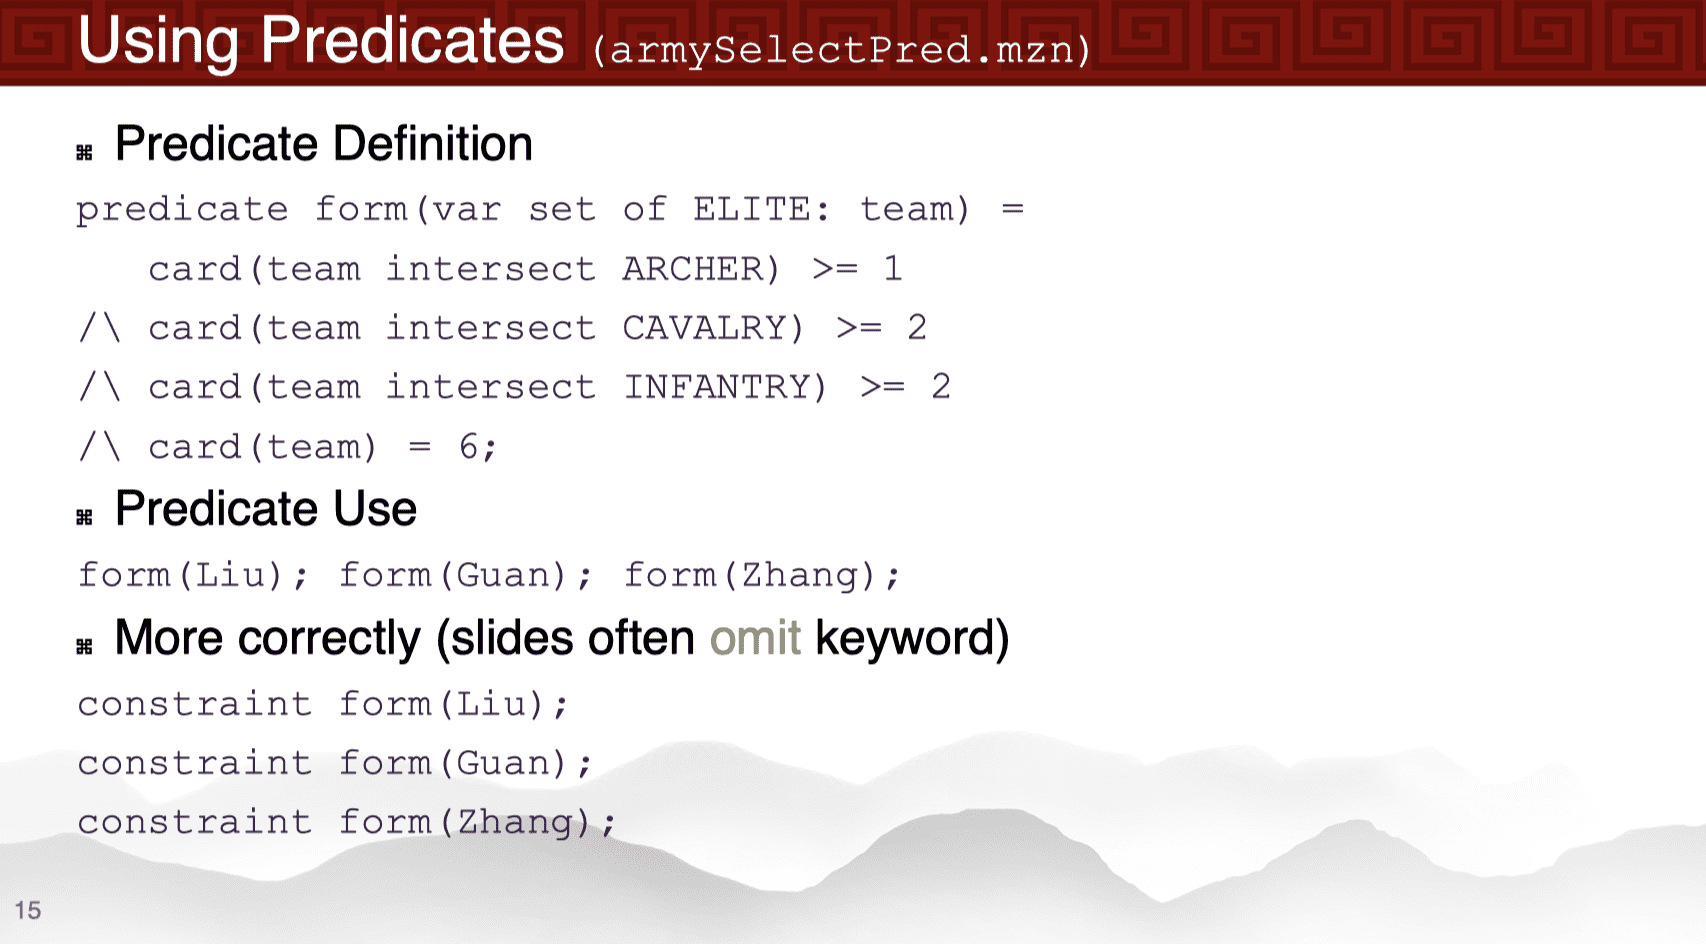 Using Predicates (armySelectPred.mzn)
⌘ Predicate Definition
predicate form(var set of ELITE: team) =
card(team intersect ARCHER) >= 1
/\ card(team intersect CAVALRY) >= 2
/\ card(team intersect INFANTRY) >= 2
/\ card(team) = 6;
⌘ Predicate Use
form(Liu); form(Guan); form(Zhang);
⌘ More correctly (slides often omit keyword)
constraint form(Liu);
constraint form(Guan);
constraint form(Zhang);
15